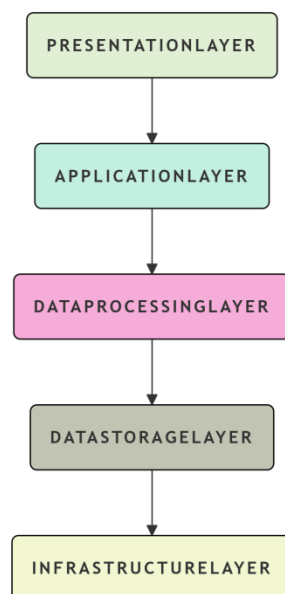 PRESENTATIONLAYER
APPLICATIONLAYER
DATAPROCESSINGLAYER
DATASTORAGELAYER
INFRASTRUCTURELAYER